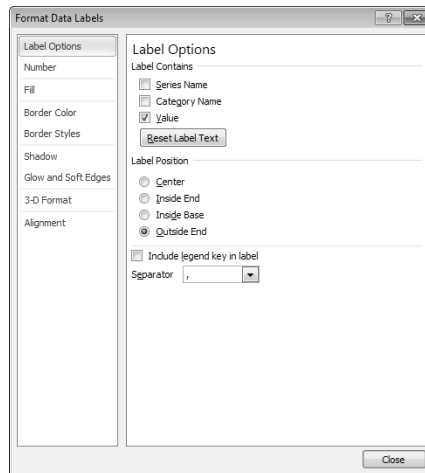 Format Data Labels
Label Options
Number
Fill
Border Color
Border Styles
Shadow
Glow and Soft Edges
3-D Format
Alignment
Label Options
Label Contains
Series Name
Category Name
Value
Reset Label Text
Label Position
Center
Inside End
Inside Base
Outside End
Include legend key in label
Separator ,
Close